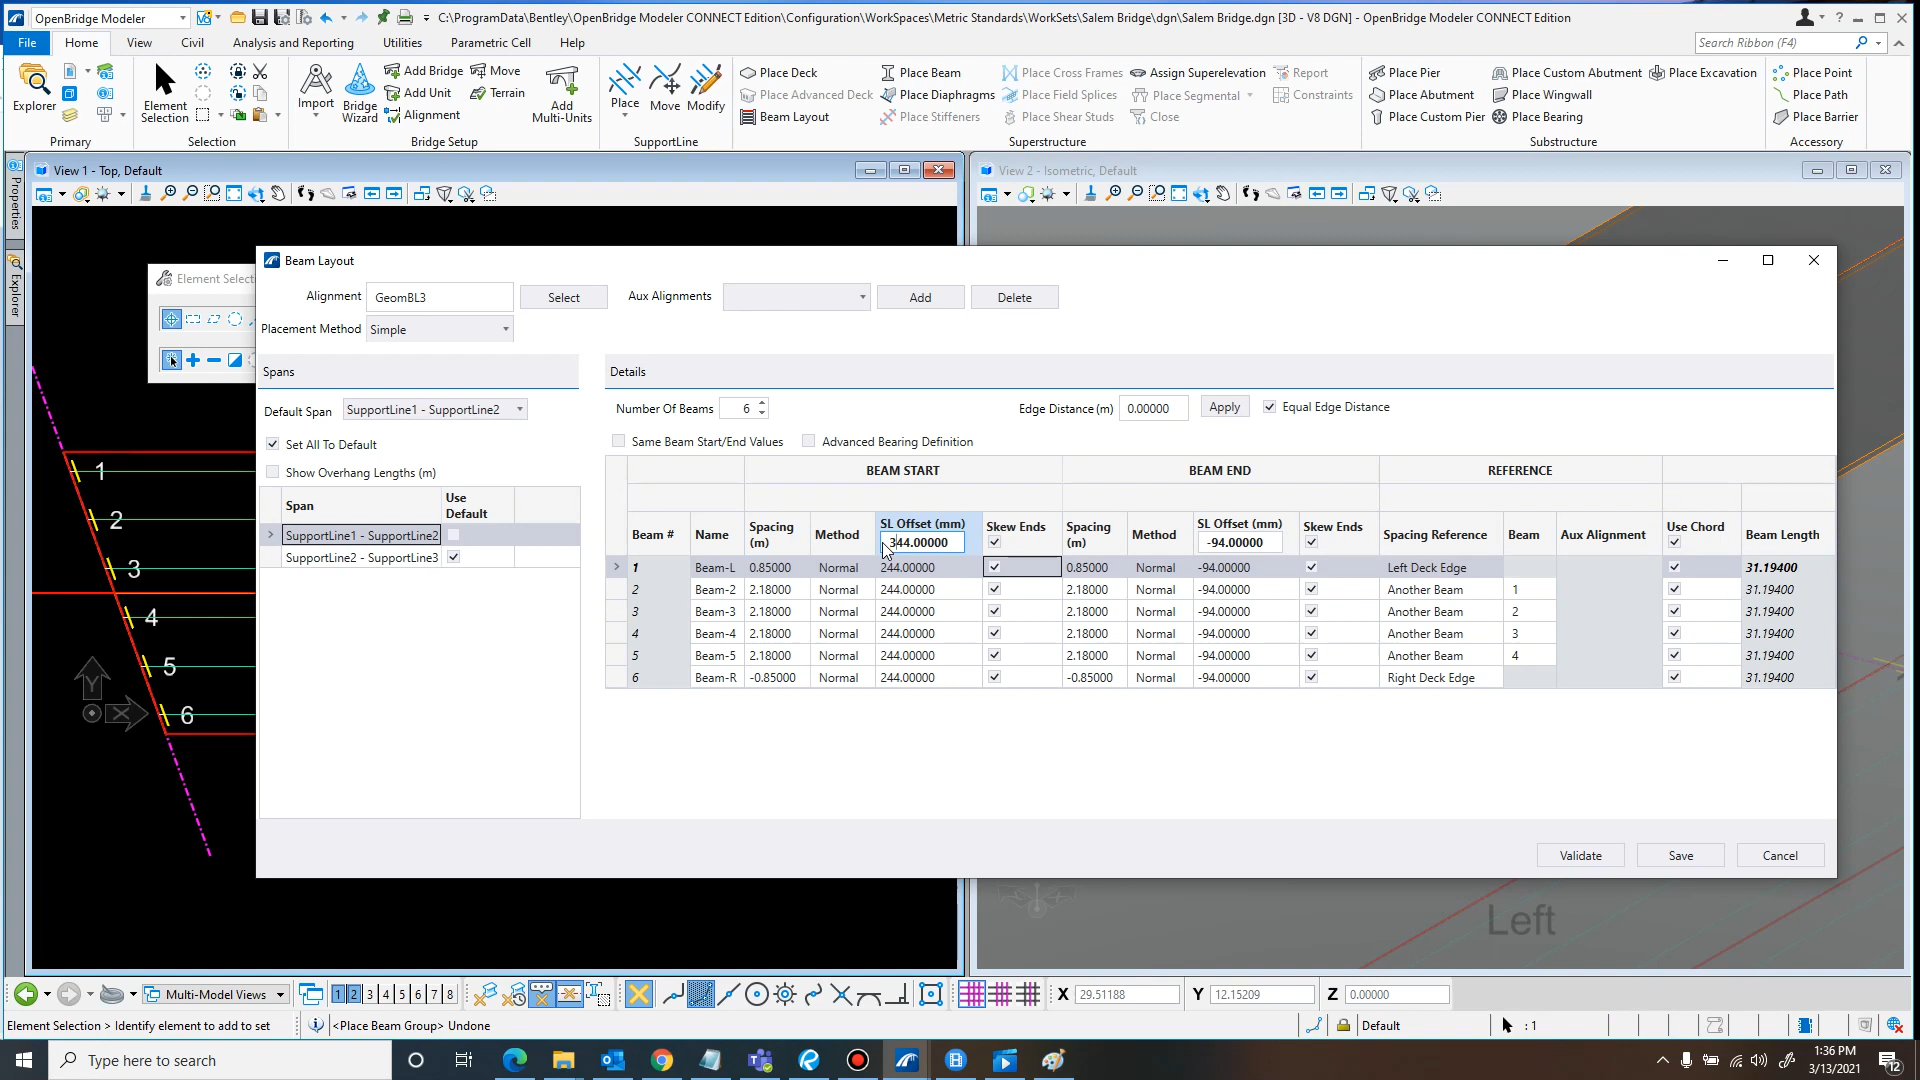 OpenBridge Modeler
C:\ProgramData\Bentley\OpenBridge Modeler CONNECT Edition\Configuration\WorkSpaces\Metric Standards\WorkSets\Salem Bridge\dgn\Salem Bridge.dgn [3D - V8 DGN] - OpenBridge Modeler CONNECT Edition
File Home View Civil Analysis and Reporting Utilities Parametric Cell Help
Search Ribbon (F4)
Explorer
Element Selection
Import
Bridge Wizard
Add Bridge
Add Unit
Alignment
Move
Terrain
Add Multi-Units
Place
Move
Modify
Place Deck
Place Advanced Deck
Beam Layout
Place Beam
Place Diaphragms
Place Stiffeners
Place Cross Frames
Place Field Splices
Place Shear Studs
Assign Superelevation
Place Segmental
Close
Report
Constraints
Place Pier
Place Abutment
Place Custom Pier
Place Custom Abutment
Place Wingwall
Place Bearing
Place Excavation
Place Point
Place Path
Place Barrier
Primary Selection Bridge Setup SupportLine Superstructure Substructure Accessory
Properties
Explorer
View 1 - Top, Default
View 2 - Isometric, Default
Element Selecti
1
2
3
4
5
6
Y
X
Beam Layout
Alignment GeomBL3 Select Aux Alignments Add Delete
Placement Method Simple
Spans
Default Span SupportLine1 - SupportLine2
Set All To Default
Show Overhang Lengths (m)
Span Use Default
SupportLine1 - SupportLine2
SupportLine2 - SupportLine3
Details
Number Of Beams 6 Edge Distance (m) 0.00000 Apply Equal Edge Distance
Same Beam Start/End Values Advanced Bearing Definition
BEAM START BEAM END REFERENCE
Beam # Name Spacing (m) Method SL Offset (mm) Skew Ends Spacing (m) Method SL Offset (mm) Skew Ends Spacing Reference Beam Aux Alignment Use Chord Beam Length
344.00000 -94.00000
1 Beam-L 0.85000 Normal 244.00000 0.85000 Normal -94.00000 Left Deck Edge 31.19400
2 Beam-2 2.18000 Normal 244.00000 2.18000 Normal -94.00000 Another Beam 1 31.19400
3 Beam-3 2.18000 Normal 244.00000 2.18000 Normal -94.00000 Another Beam 2 31.19400
4 Beam-4 2.18000 Normal 244.00000 2.18000 Normal -94.00000 Another Beam 3 31.19400
5 Beam-5 2.18000 Normal 244.00000 2.18000 Normal -94.00000 Another Beam 4 31.19400
6 Beam-R -0.85000 Normal 244.00000 -0.85000 Normal -94.00000 Right Deck Edge 31.19400
Validate Save Cancel
Left
Multi-Model Views 1 2 3 4 5 6 7 8 X 29.51188 Y 12.15209 Z 0.00000
Element Selection > Identify element to add to set <Place Beam Group> Undone Default : 1
Type here to search
1:36 PM
3/13/2021
12